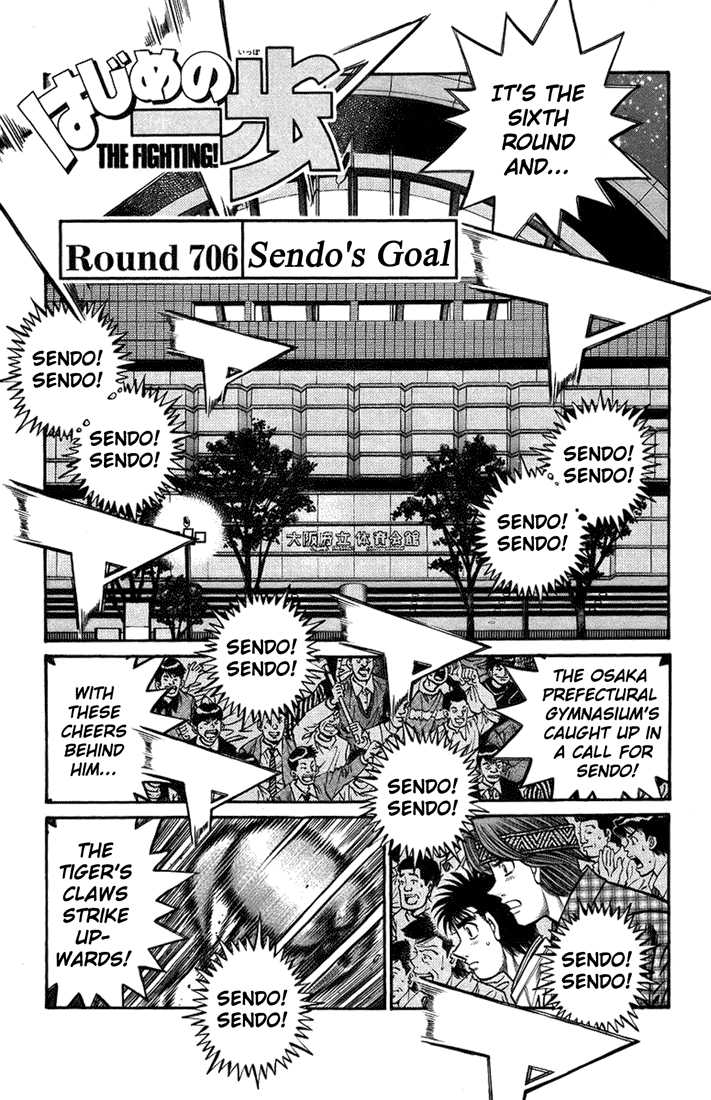 はじめの一歩
いっぽ
THE FIGHTING!
IT'S THE
SIXTH
ROUND
AND...
Round 706
Sendo's Goal
SENDO!
SENDO!
SENDO!
SENDO!
SENDO!
SENDO!
SENDO!
SENDO!
大阪府立体育会館
SENDO!
SENDO!
THE OSAKA
PREFECTURAL
GYMNASIUM'S
CAUGHT UP IN
A CALL FOR
SENDO!
WITH
THESE
CHEERS
BEHIND
HIM...
SENDO!
SENDO!
THE
TIGER'S
CLAWS
STRIKE
UP-
WARDS!
SENDO!
SENDO!
SENDO!
SENDO!